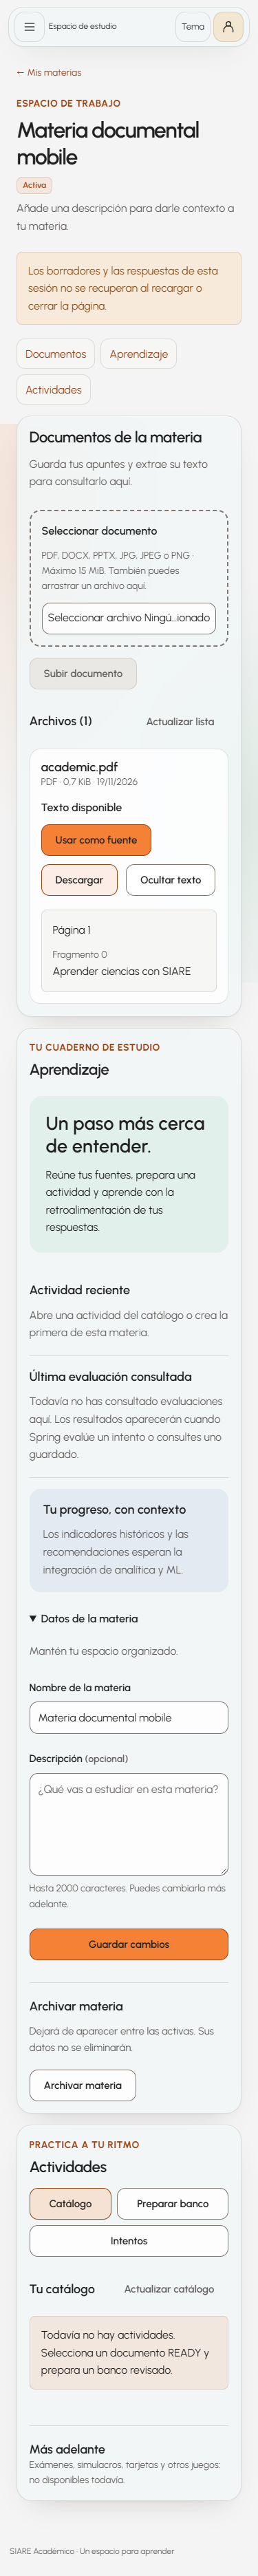 Espacio de estudio
Tema
← Mis materias
ESPACIO DE TRABAJO
Materia documental
mobile
Activa
Añade una descripción para darle contexto a
tu materia.
Los borradores y las respuestas de esta
sesión no se recuperan al recargar o
cerrar la página.
Documentos
Aprendizaje
Actividades
Documentos de la materia
Guarda tus apuntes y extrae su texto
para consultarlo aquí.
Seleccionar documento
PDF, DOCX, PPTX, JPG, JPEG o PNG ·
Máximo 15 MiB. También puedes
arrastrar un archivo aquí.
Seleccionar archivo Ningú...ionado
Subir documento
Archivos (1)
Actualizar lista
academic.pdf
PDF · 0.7 KiB · 19/11/2026
Texto disponible
Usar como fuente
Descargar
Ocultar texto
Página 1
Fragmento 0
Aprender ciencias con SIARE
TU CUADERNO DE ESTUDIO
Aprendizaje
Un paso más cerca
de entender.
Reúne tus fuentes, prepara una
actividad y aprende con la
retroalimentación de tus
respuestas.
Actividad reciente
Abre una actividad del catálogo o crea la
primera de esta materia.
Última evaluación consultada
Todavía no has consultado evaluaciones
aquí. Los resultados aparecerán cuando
Spring evalúe un intento o consultes uno
guardado.
Tu progreso, con contexto
Los indicadores históricos y las
recomendaciones esperan la
integración de analítica y ML.
▼ Datos de la materia
Mantén tu espacio organizado.
Nombre de la materia
Materia documental mobile
Descripción (opcional)
¿Qué vas a estudiar en esta materia?
Hasta 2000 caracteres. Puedes cambiarla más
adelante.
Guardar cambios
Archivar materia
Dejará de aparecer entre las activas. Sus
datos no se eliminarán.
Archivar materia
PRACTICA A TU RITMO
Actividades
Catálogo
Preparar banco
Intentos
Tu catálogo
Actualizar catálogo
Todavía no hay actividades.
Selecciona un documento READY y
prepara un banco revisado.
Más adelante
Exámenes, simulacros, tarjetas y otros juegos:
no disponibles todavía.
SIARE Académico · Un espacio para aprender